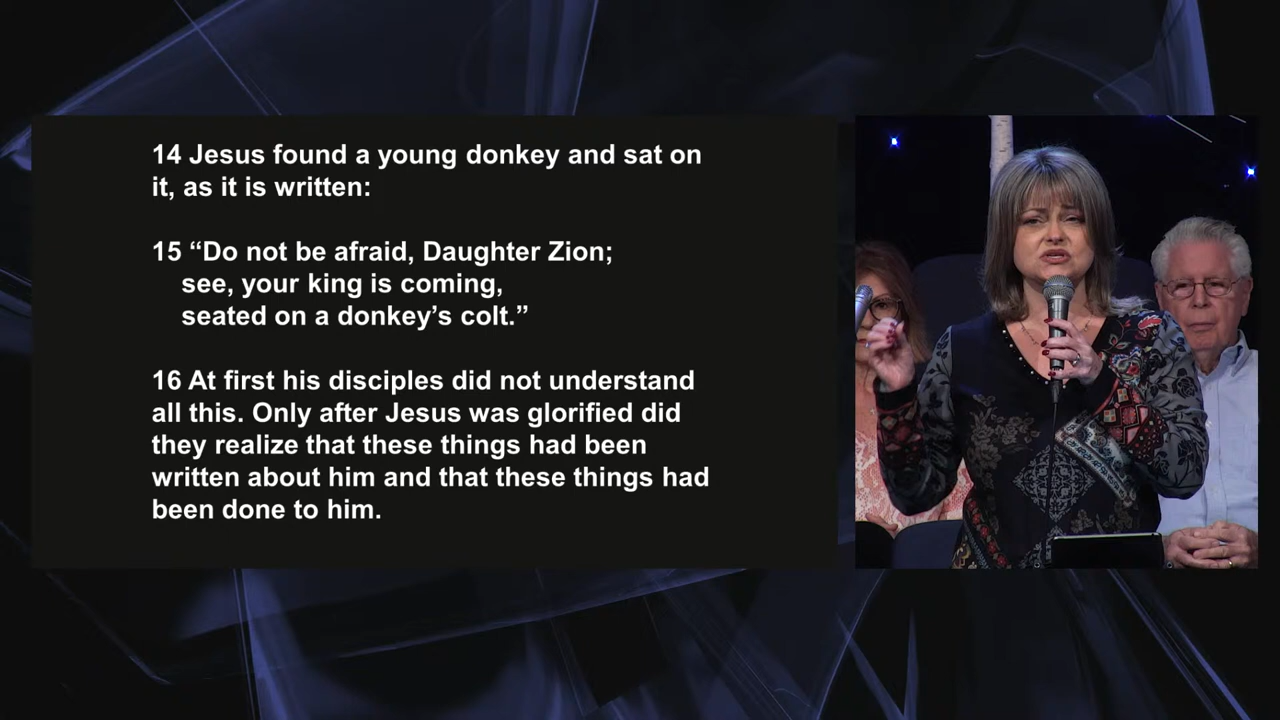 14 Jesus found a young donkey and sat on
it, as it is written:
15 “Do not be afraid, Daughter Zion;
see, your king is coming,
seated on a donkey’s colt.”
16 At first his disciples did not understand
all this. Only after Jesus was glorified did
they realize that these things had been
written about him and that these things had
been done to him.